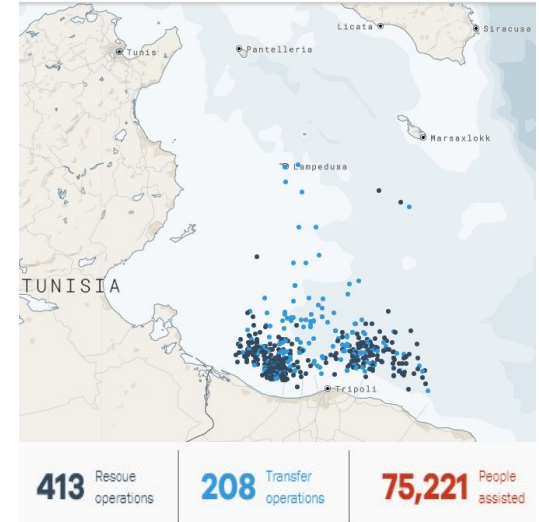 Licata
Siracusa
Tunis
Pantelleria
Marsaxlokk
Lampedusa
TUNISIA
Tripoli
413 Rescue operations
208 Transfer operations
75,221 People assisted